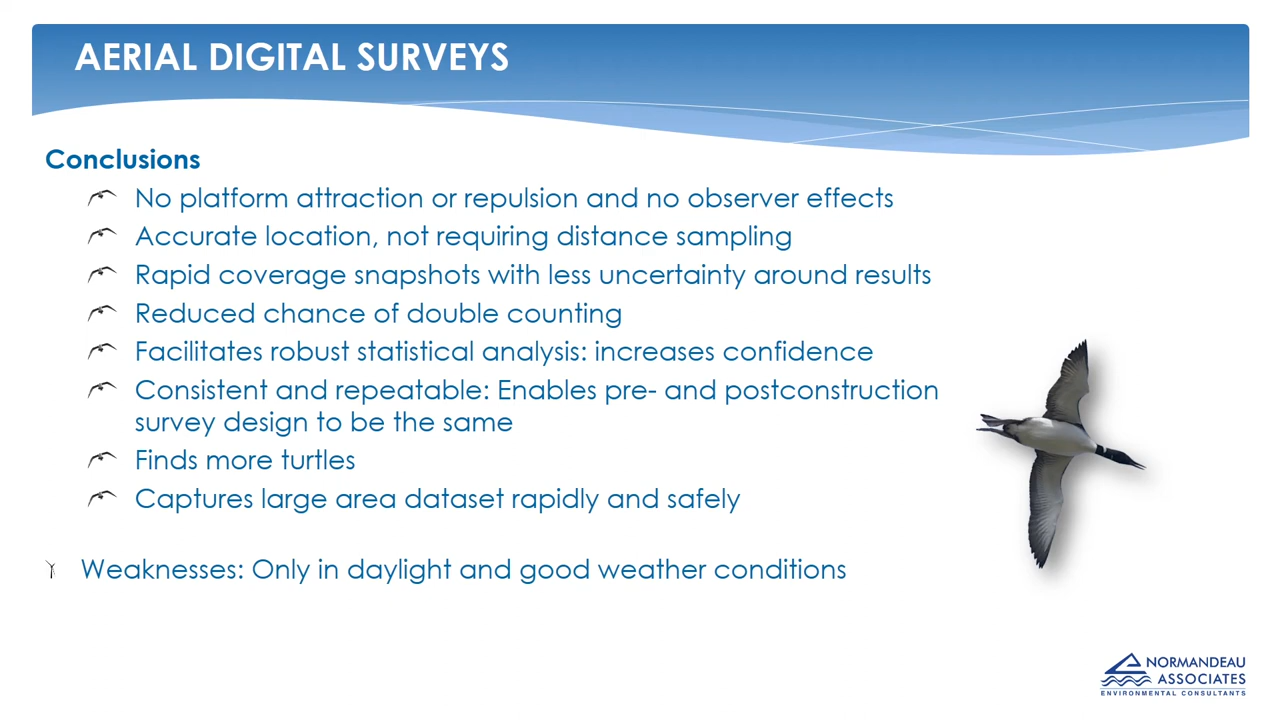 AERIAL DIGITAL SURVEYS
Conclusions
No platform attraction or repulsion and no observer effects
Accurate location, not requiring distance sampling
Rapid coverage snapshots with less uncertainty around results
Reduced chance of double counting
Facilitates robust statistical analysis: increases confidence
Consistent and repeatable: Enables pre- and postconstruction
survey design to be the same
Finds more turtles
Captures large area dataset rapidly and safely
Weaknesses: Only in daylight and good weather conditions
NORMANDEAU
ASSOCIATES
ENVIRONMENTAL CONSULTANTS